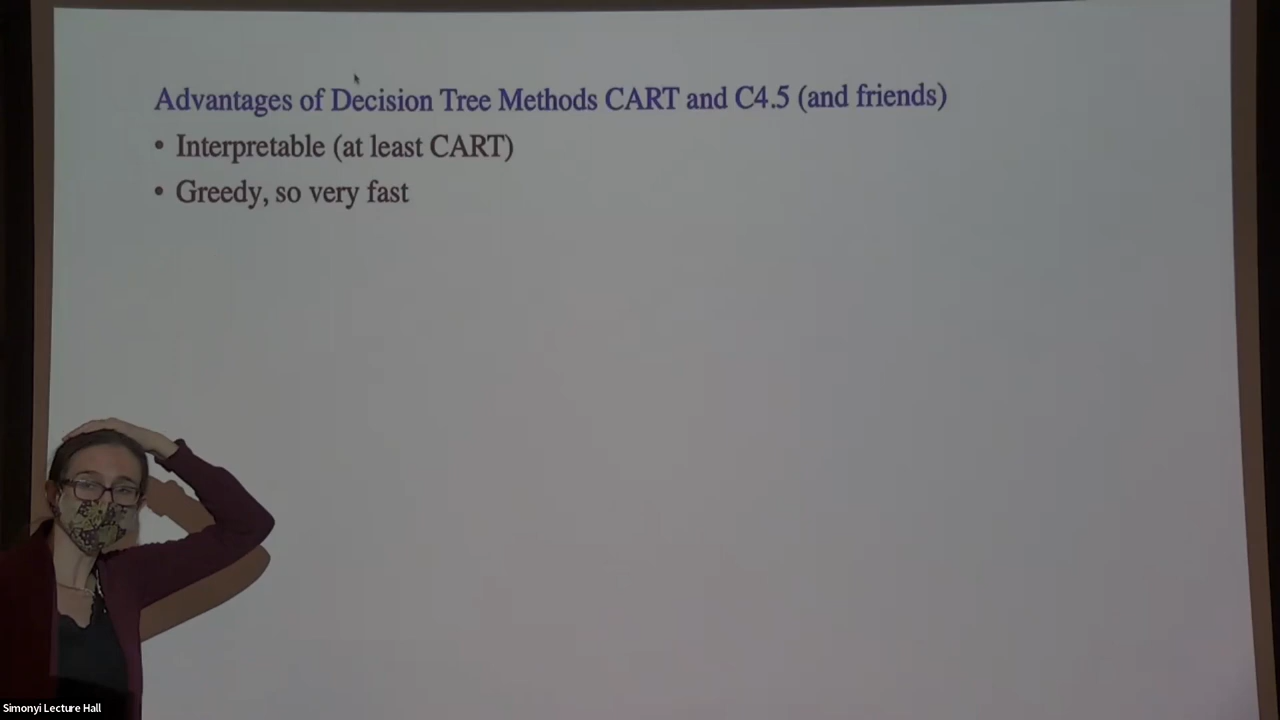 Advantages of Decision Tree Methods CART and C4.5 (and friends)
• Interpretable (at least CART)
• Greedy, so very fast
Simonyi Lecture Hall